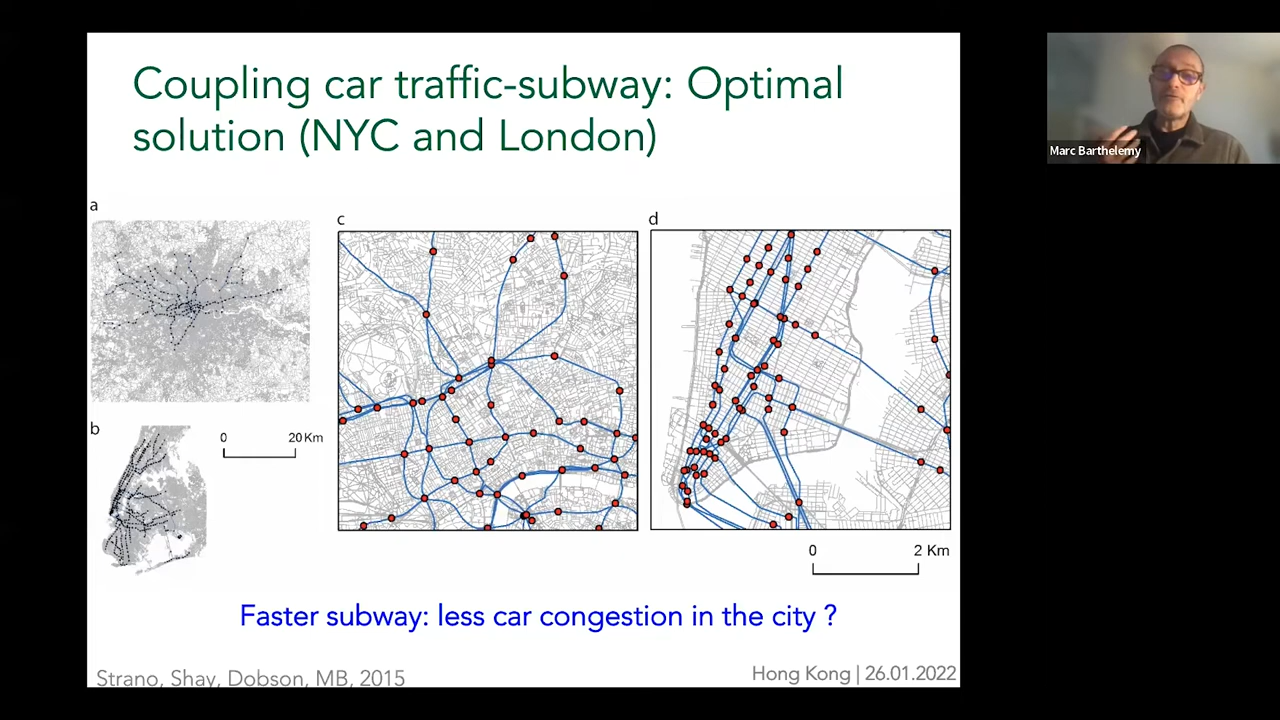 Coupling car traffic-subway: Optimal
solution (NYC and London)
Marc Barthelemy
a
c
d
b
0 20 Km
0 2 Km
Faster subway: less car congestion in the city ?
Strano, Shay, Dobson, MB, 2015
Hong Kong | 26.01.2022